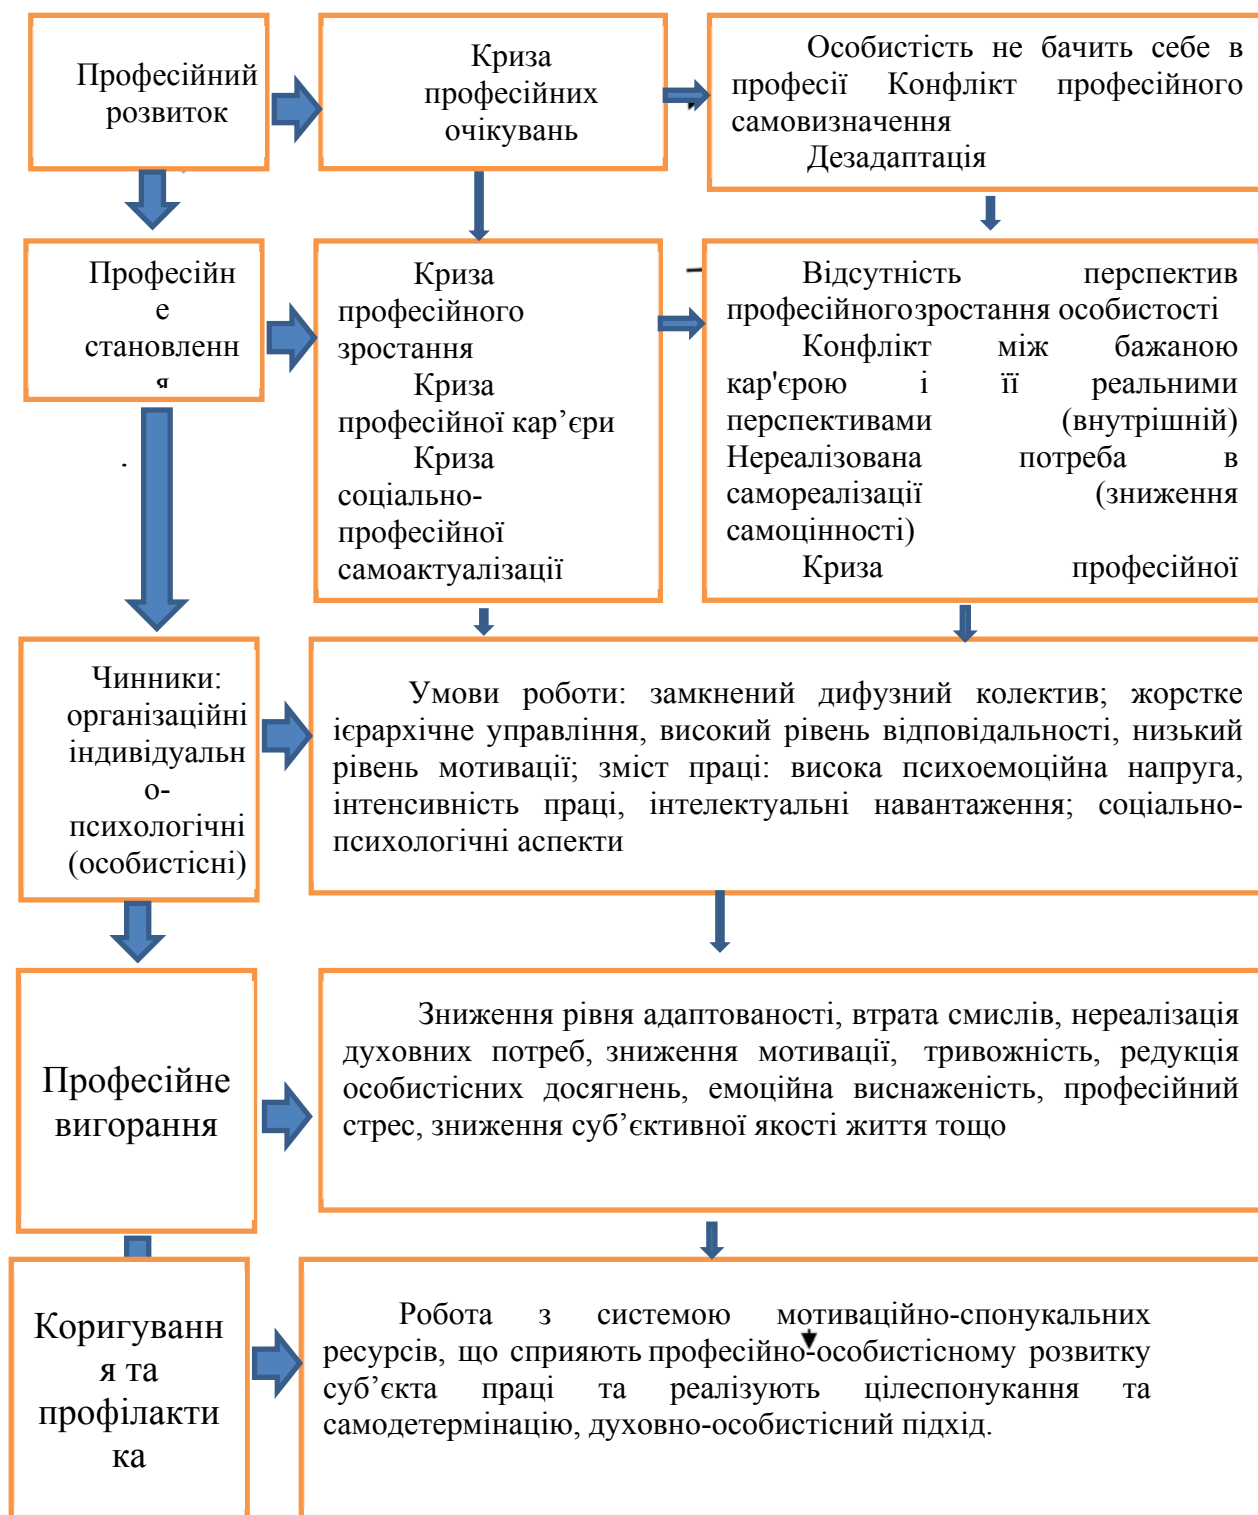 Професійний
розвиток
Криза
професійних
очікувань
Особистість не бачить себе в
професії Конфлікт професійного
самовизначення
Дезадаптація
Професійн
е
становленн
я
.
Криза
професійного
зростання
Криза
професійної кар’єри
Криза
соціально-
професійної
самоактуалізації
Відсутність перспектив
професійногозростання особистості
Конфлікт між бажаною
кар'єрою і її реальними
перспективами (внутрішній)
Нереалізована потреба в
самореалізації (зниження
самоцінності)
Криза професійної
Чинники:
організаційні
індивідуальн
о-
психологічні
(особистісні)
Умови роботи: замкнений дифузний колектив; жорстке
ієрархічне управління, високий рівень відповідальності, низький
рівень мотивації; зміст праці: висока психоемоційна напруга,
інтенсивність праці, інтелектуальні навантаження; соціально-
психологічні аспекти
Професійне
вигорання
Зниження рівня адаптованості, втрата смислів, нереалізація
духовних потреб, зниження мотивації, тривожність, редукція
особистісних досягнень, емоційна виснаженість, професійний
стрес, зниження суб’єктивної якості життя тощо
Коригуванн
я та
профілакти
ка
Робота з системою мотиваційно-спонукальних
ресурсів, що сприяють професійно-особистісному розвитку
суб’єкта праці та реалізують цілеспонукання та
самодетермінацію, духовно-особистісний підхід.